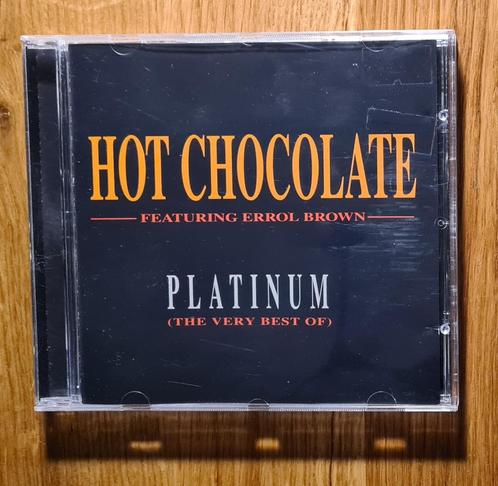 HOT CHOCOLATE
FEATURING ERROL BROWN
PLATINUM
(THE VERY BEST OF)